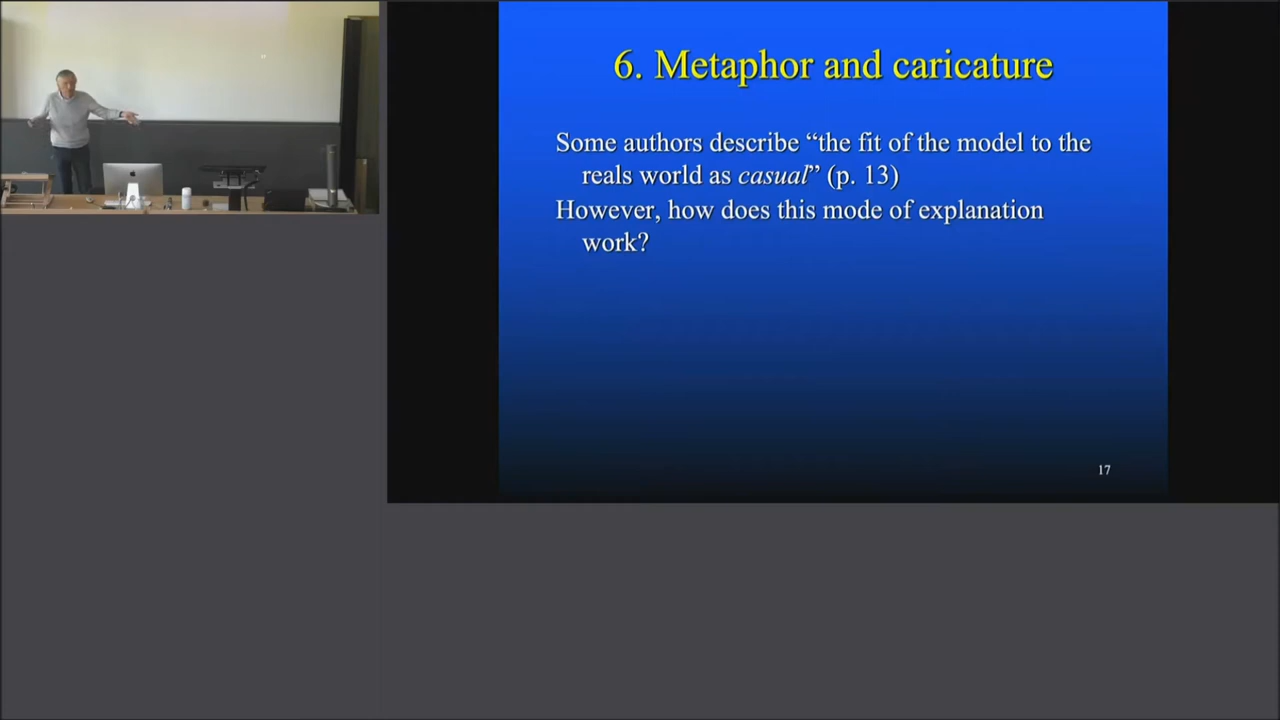 6. Metaphor and caricature
Some authors describe “the fit of the model to the
reals world as casual” (p. 13)
However, how does this mode of explanation
work?
17